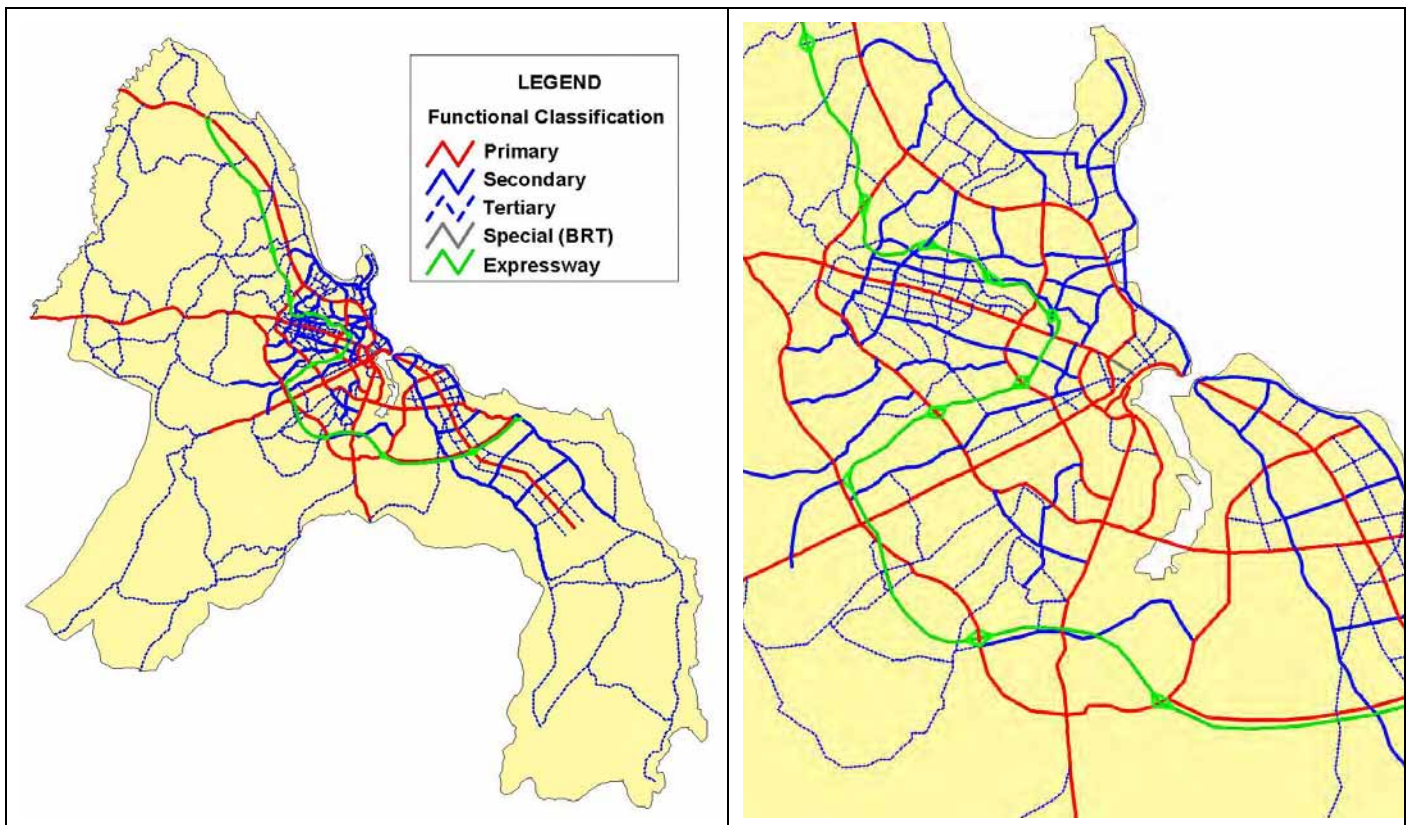 LEGEND
Functional Classification
Primary
Secondary
Tertiary
Special (BRT)
Expressway